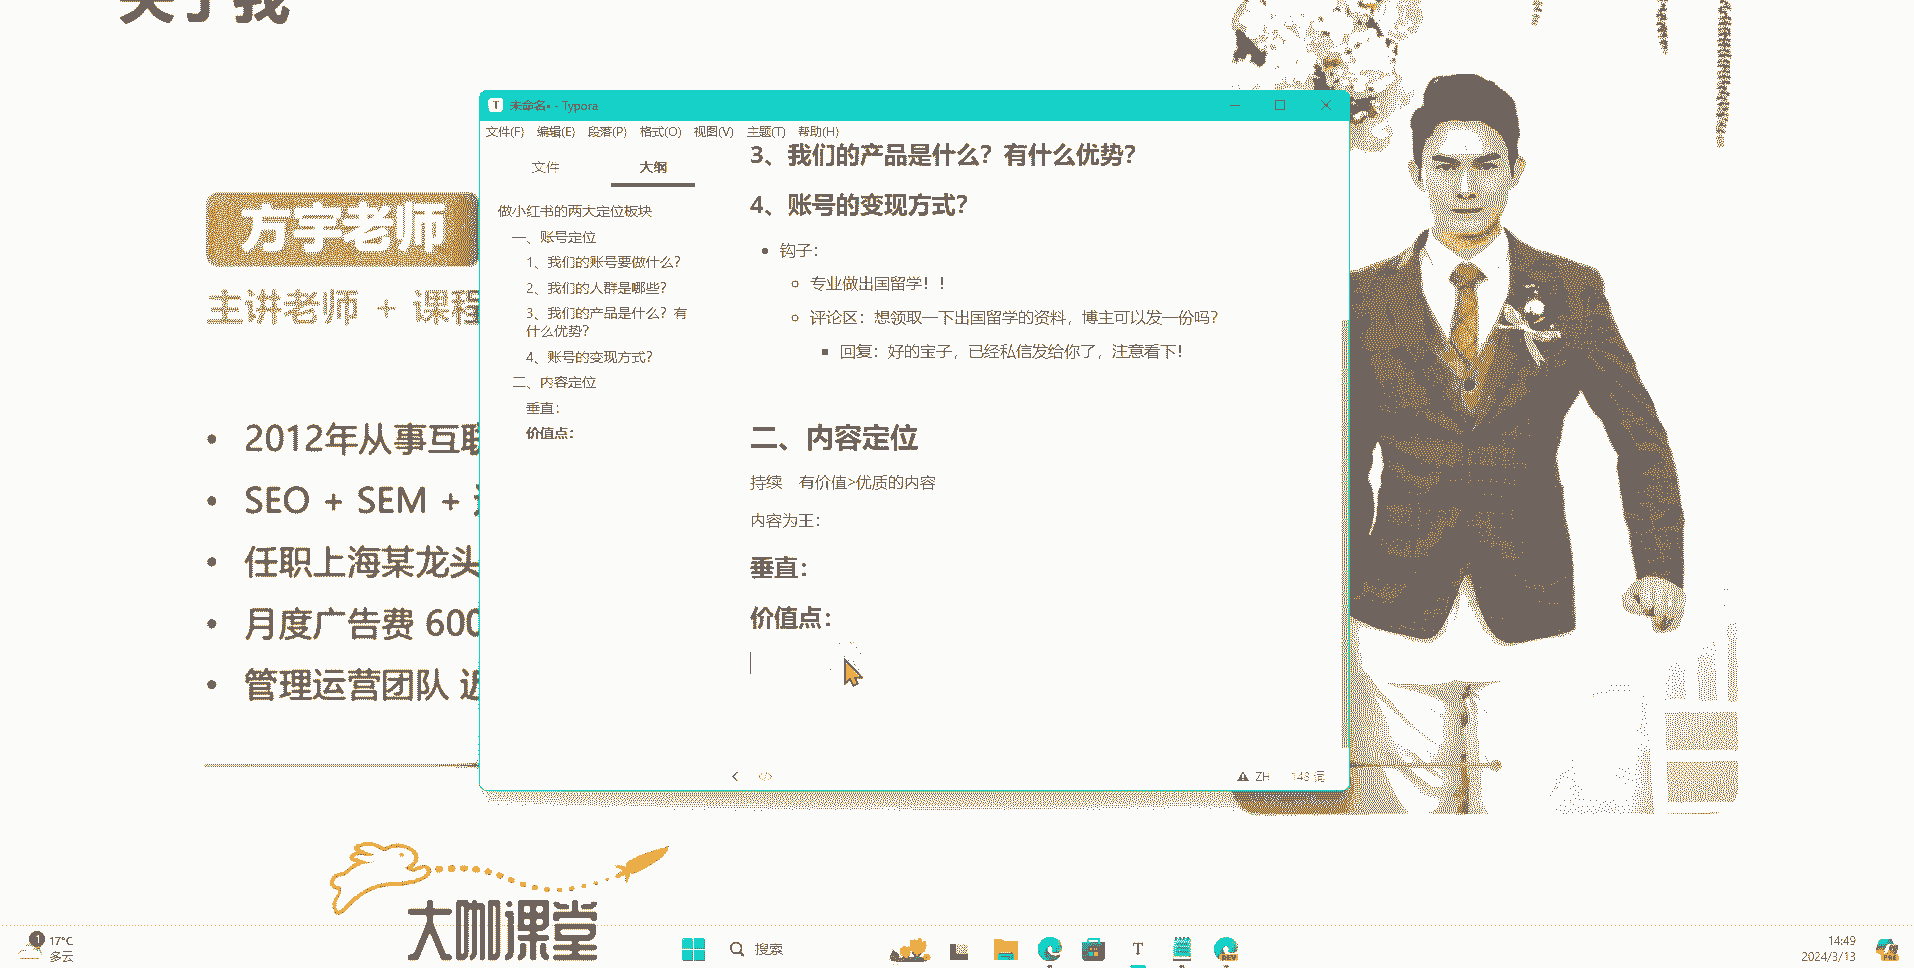 关于我
方宇老师
主讲老师 + 课程
2012年从事互联
SEO + SEM +
任职上海某龙头
月度广告费 600
管理运营团队 近
未命名• - Typora
文件(F) 编辑(E) 段落(P) 格式(O) 视图(V) 主题(T) 帮助(H)
文件 大纲
做小红书的两大定位板块
一、账号定位
1、我们的账号要做什么？
2、我们的人群是哪些？
3、我们的产品是什么？有
什么优势？
4、账号的变现方式？
二、内容定位
垂直：
价值点：
3、我们的产品是什么？有什么优势？
4、账号的变现方式？
钩子：
专业做出国留学！！
评论区：想领取一下出国留学的资料，博主可以发一份吗？
回复：好的宝子，已经私信发给你了，注意看下！
二、内容定位
持续 有价值>优质的内容
内容为王：
垂直：
价值点：
ZH 148 词
大咖课堂
1
17°C
多云
搜索
14:49
2024/3/13